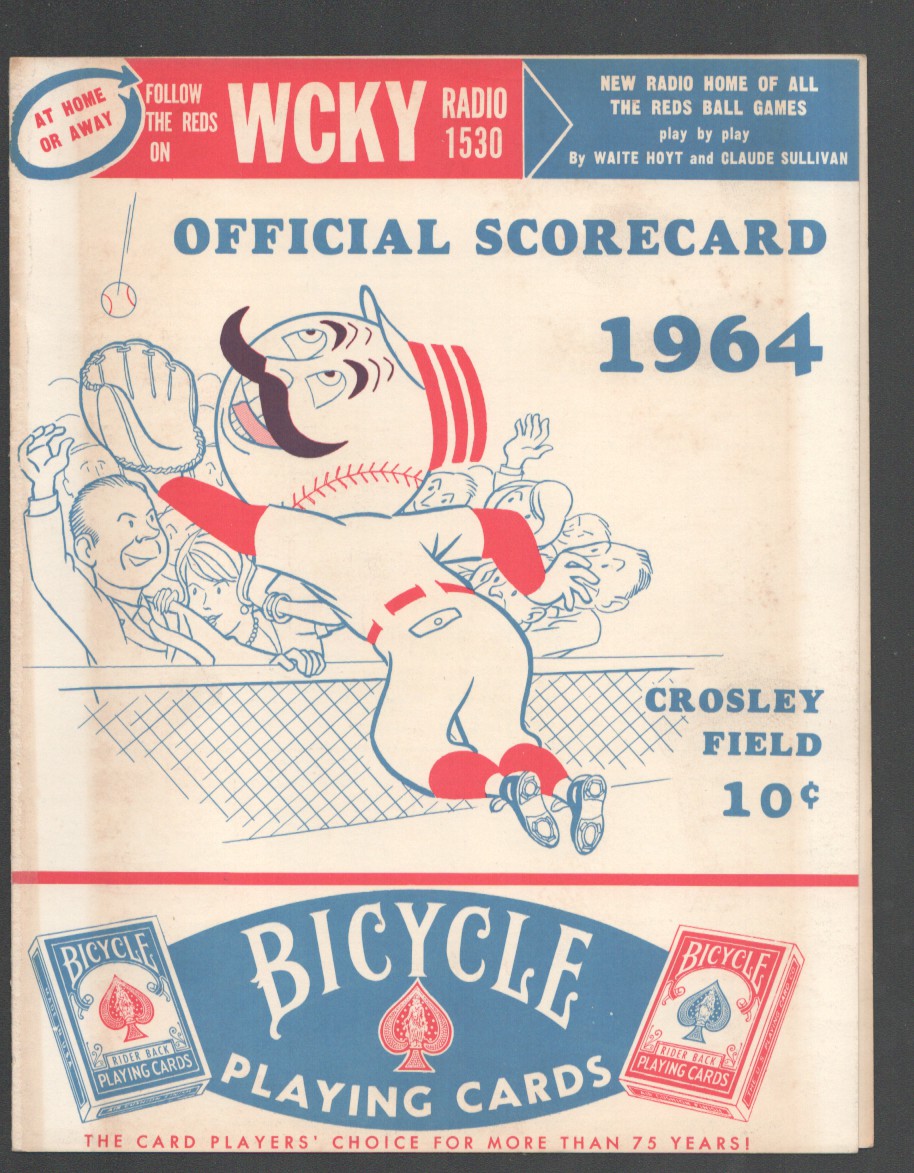 AT HOME
OR AWAY
FOLLOW
THE REDS
ON
WCKY
RADIO
1530
NEW RADIO HOME OF ALL
THE REDS BALL GAMES
play by play
By WAITE HOYT and CLAUDE SULLIVAN
OFFICIAL SCORECARD
1964
CROSLEY
FIELD
10¢
BICYCLE
PLAYING CARDS
BICYCLE
RIDER BACK
PLAYING CARDS
BICYCLE
RIDER BACK
PLAYING CARDS
THE CARD PLAYERS' CHOICE FOR MORE THAN 75 YEARS!